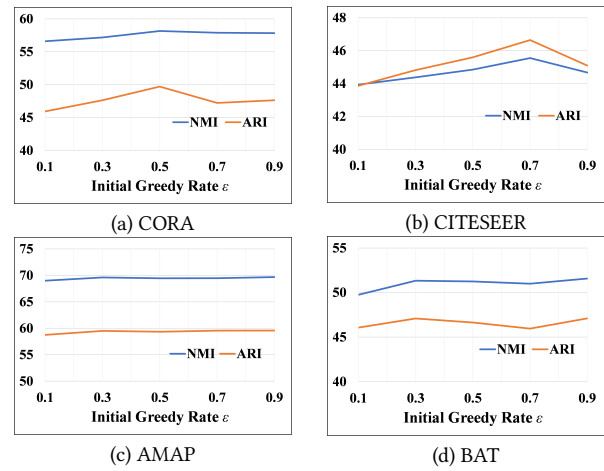 60
55
50
45
40
NMI ARI
0.1 0.3 0.5 0.7 0.9
Initial Greedy Rate ε
(a) CORA
48
46
44
42
40
NMI ARI
0.1 0.3 0.5 0.7 0.9
Initial Greedy Rate ε
(b) CITESEER
75
70
65
60
55
50
NMI ARI
0.1 0.3 0.5 0.7 0.9
Initial Greedy Rate ε
(c) AMAP
55
50
45
40
NMI ARI
0.1 0.3 0.5 0.7 0.9
Initial Greedy Rate ε
(d) BAT